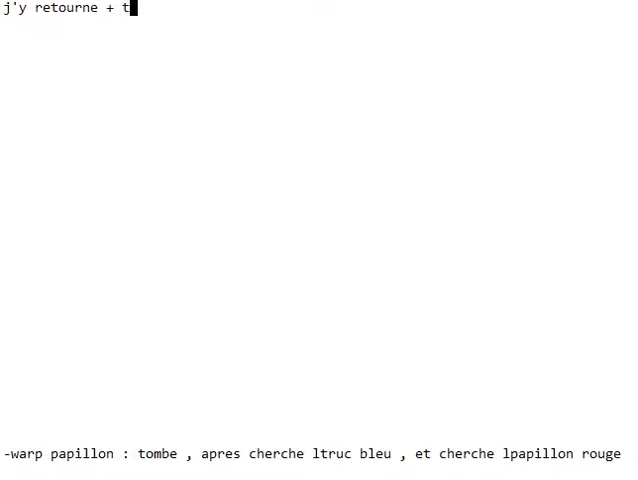 j'y retourne + t
-warp papillon : tombe , apres cherche ltruc bleu , et cherche lpapillon rouge